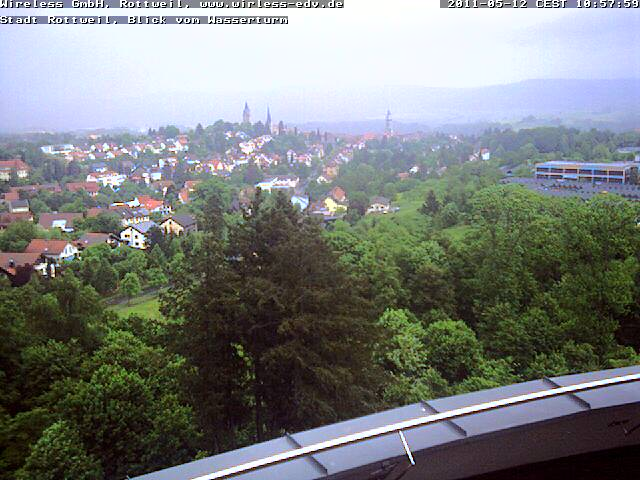 Wireless GmbH, Rottweil, www.wirless-edv.de 2011-05-12 CEST 10:57:59
Stadt Rottweil, Blick vom Wasserturm